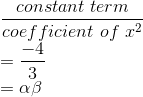 constant term
coefficient of x²
= -4
3
= αβ